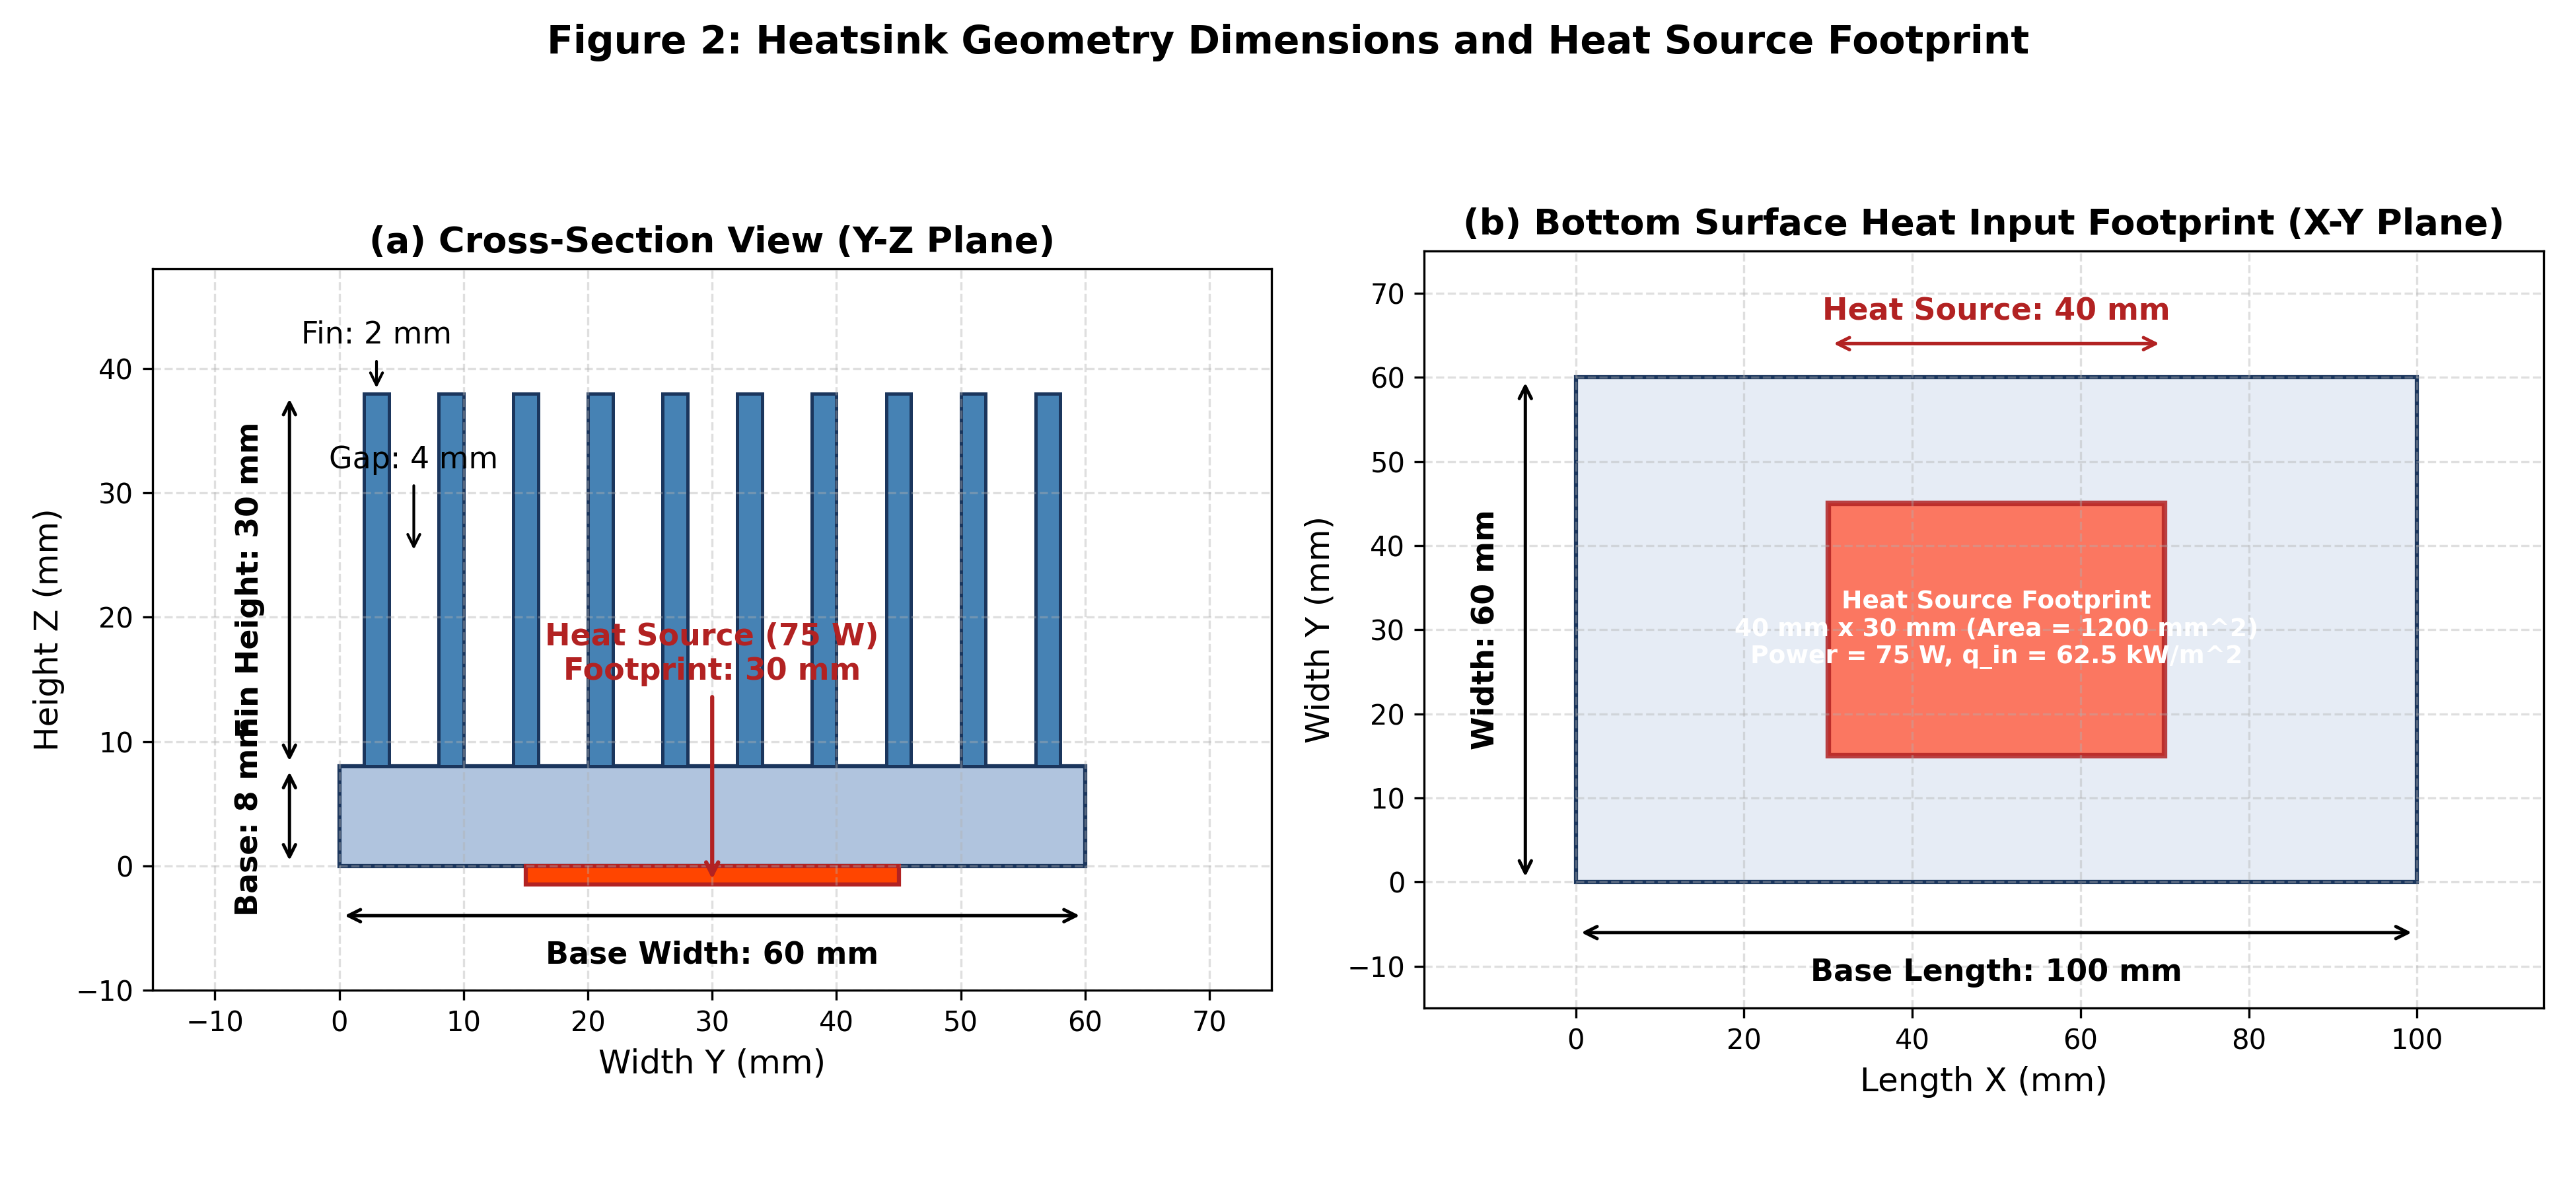 Figure 2: Heatsink Geometry Dimensions and Heat Source Footprint
(a) Cross-Section View (Y-Z Plane)
Fin: 2 mm
Gap: 4 mm
Fin Height: 30 mm
Base: 8 mm
Heat Source (75 W)
Footprint: 30 mm
Base Width: 60 mm
Height Z (mm)
40
30
20
10
0
−10
−10
0
10
20
30
40
50
60
70
Width Y (mm)
(b) Bottom Surface Heat Input Footprint (X-Y Plane)
Heat Source: 40 mm
Heat Source Footprint
40 mm x 30 mm (Area = 1200 mm^2)
Power = 75 W, q_in = 62.5 kW/m^2
Width: 60 mm
Base Length: 100 mm
Width Y (mm)
70
60
50
40
30
20
10
0
−10
0
20
40
60
80
100
Length X (mm)